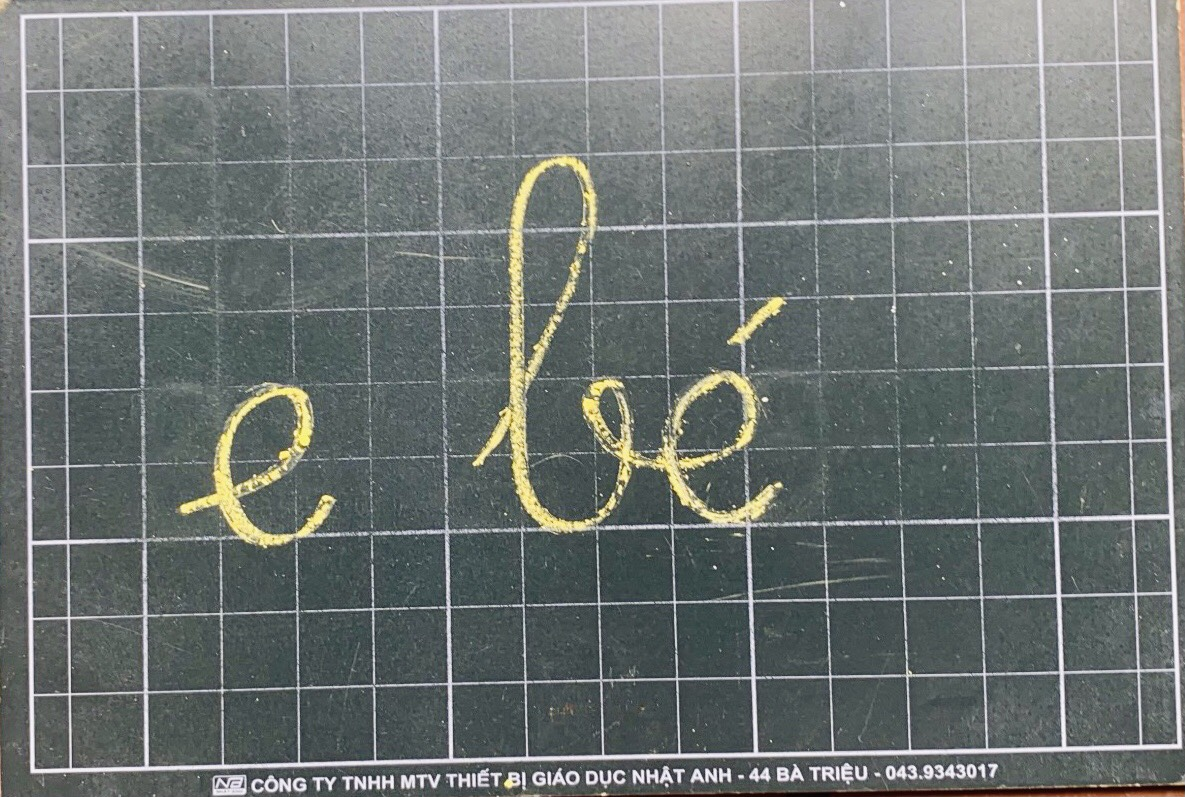 e bé
CÔNG TY TNHH MTV THIẾT BỊ GIÁO DỤC NHẬT ANH - 44 BÀ TRIỆU - 043.9343017